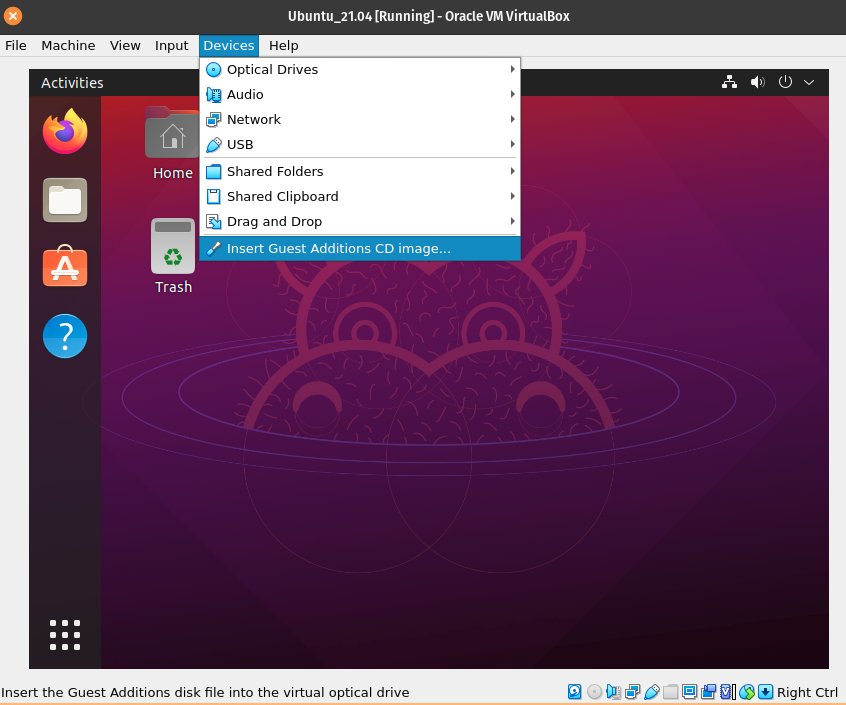 Ubuntu_21.04 [Running] - Oracle VM VirtualBox
File Machine View Input Devices Help
Optical Drives
Audio
Network
USB
Shared Folders
Shared Clipboard
Drag and Drop
Insert Guest Additions CD image...
Activities
Home
Trash
?
Insert the Guest Additions disk file into the virtual optical drive
Right Ctrl